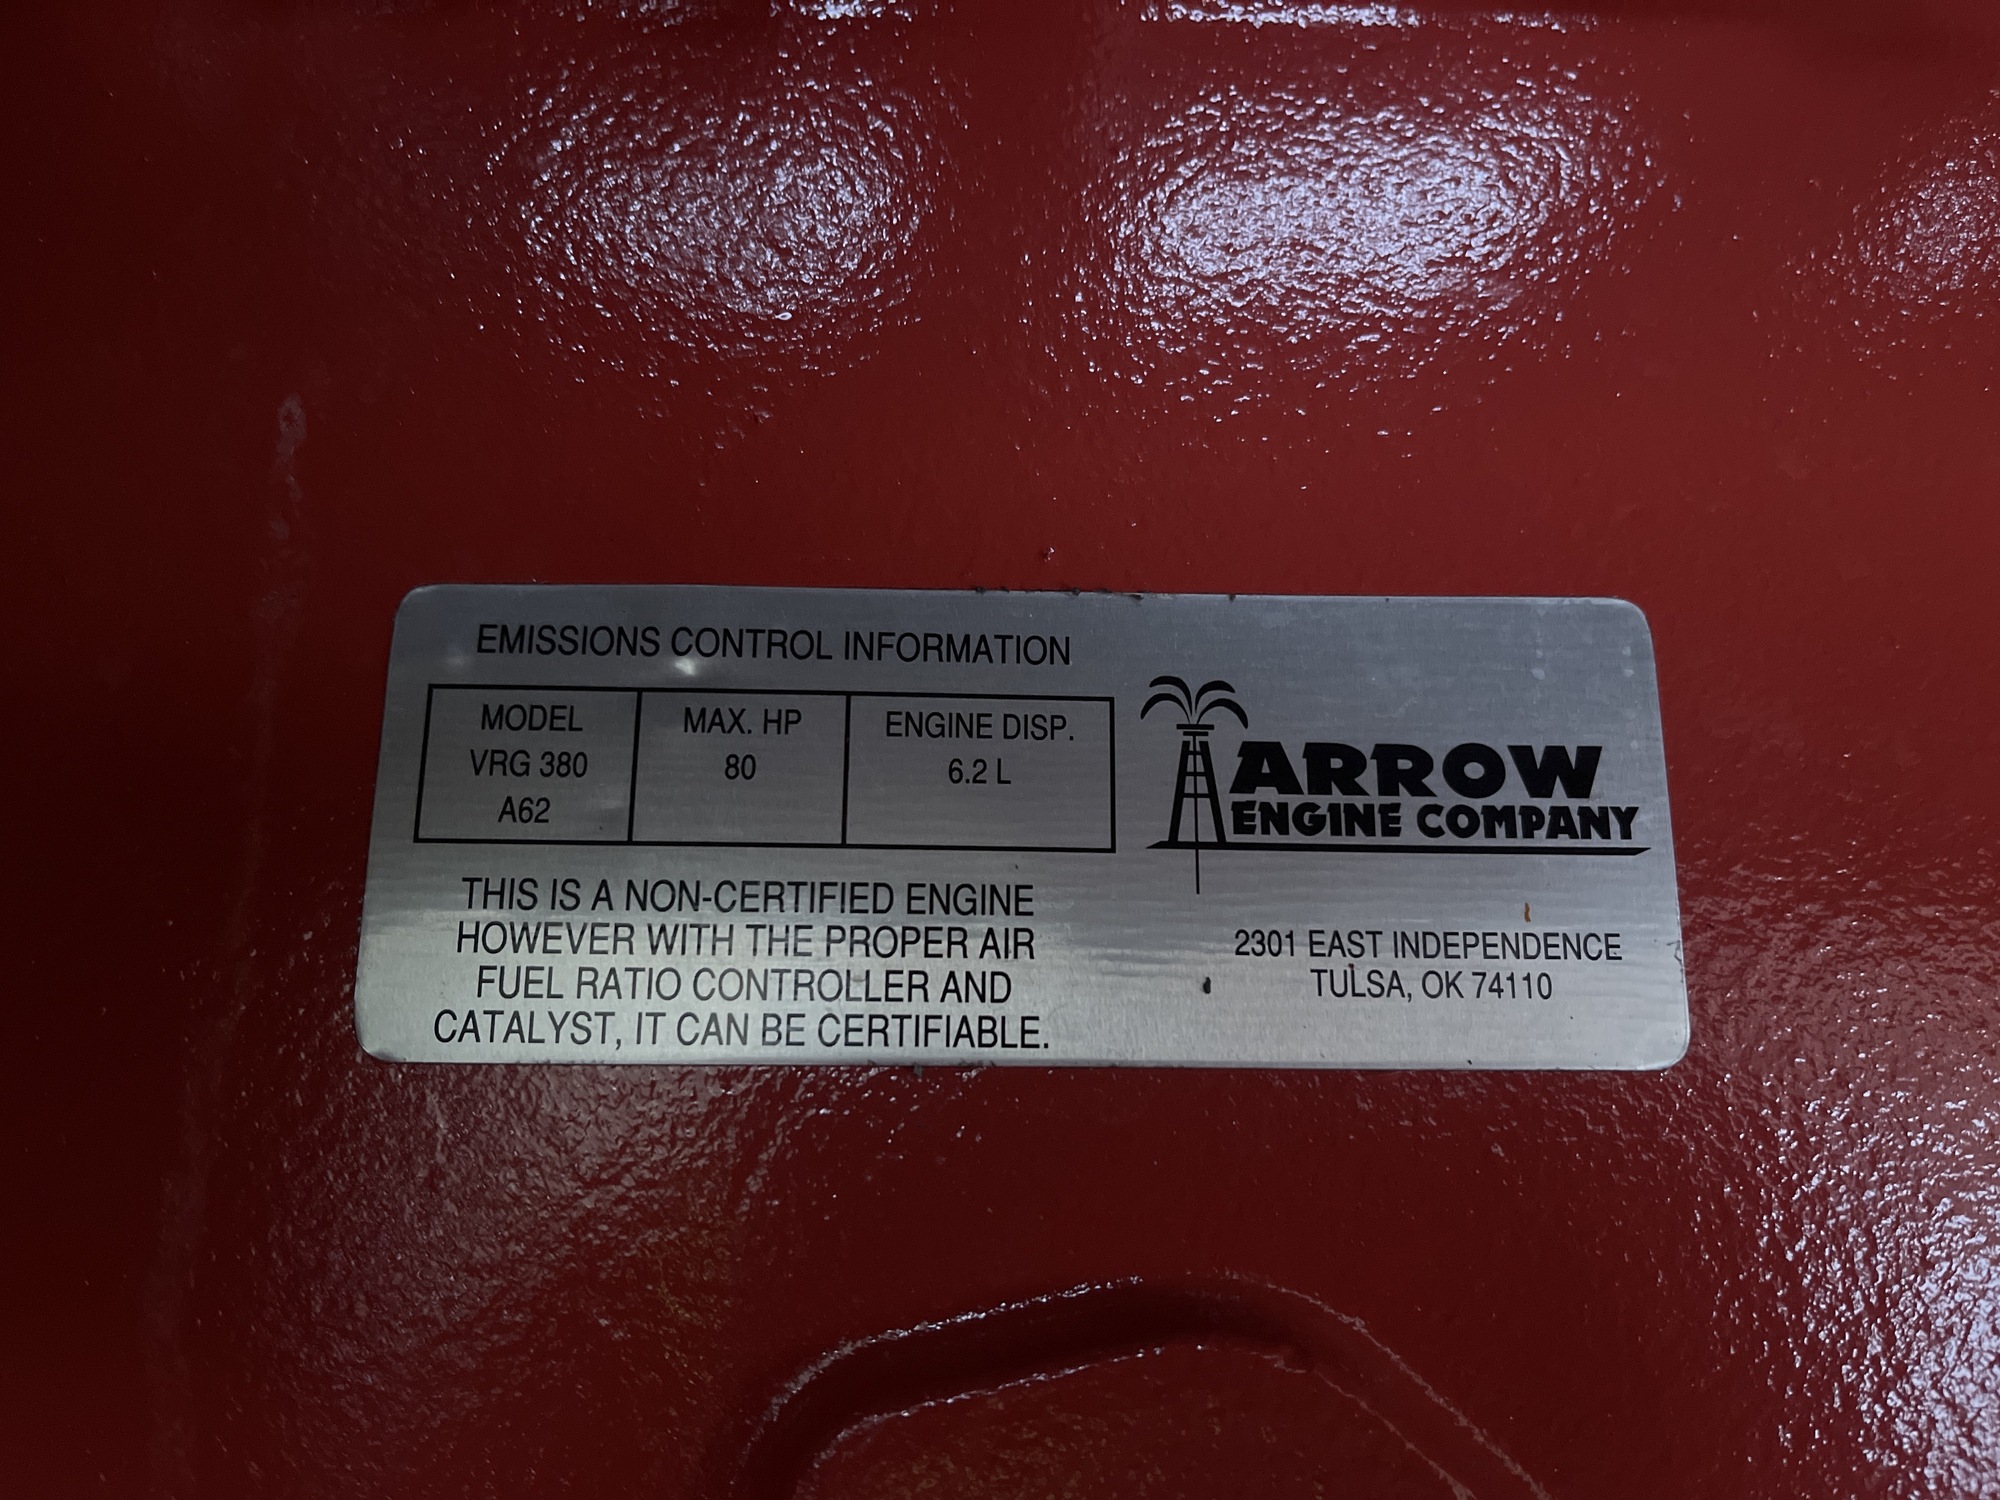 EMISSIONS CONTROL INFORMATION
MODEL MAX. HP ENGINE DISP.
VRG 380 80 6.2 L
A62
ARROW
ENGINE COMPANY
THIS IS A NON-CERTIFIED ENGINE
HOWEVER WITH THE PROPER AIR
FUEL RATIO CONTROLLER AND
CATALYST, IT CAN BE CERTIFIABLE.
2301 EAST INDEPENDENCE
TULSA, OK 74110